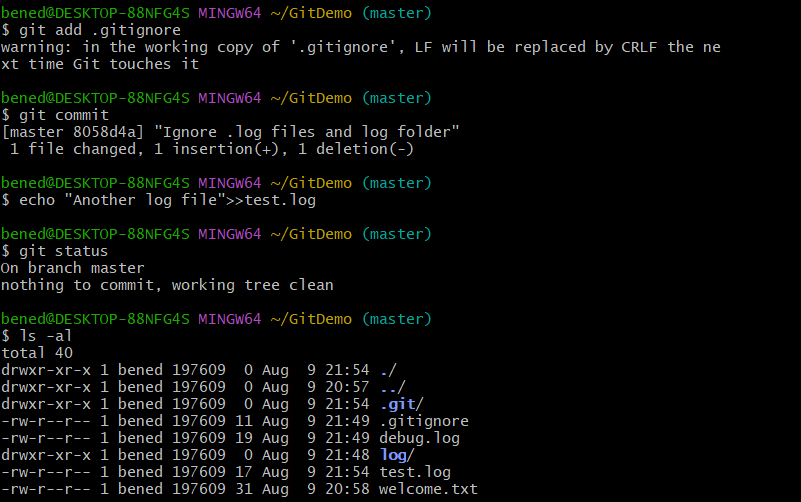 bened@DESKTOP-88NFG4S MINGW64 ~/GitDemo (master)
$ git add .gitignore
warning: in the working copy of '.gitignore', LF will be replaced by CRLF the ne
xt time Git touches it
bened@DESKTOP-88NFG4S MINGW64 ~/GitDemo (master)
$ git commit
[master 8058d4a] "Ignore .log files and log folder"
 1 file changed, 1 insertion(+), 1 deletion(-)
bened@DESKTOP-88NFG4S MINGW64 ~/GitDemo (master)
$ echo "Another log file">>test.log
bened@DESKTOP-88NFG4S MINGW64 ~/GitDemo (master)
$ git status
On branch master
nothing to commit, working tree clean
bened@DESKTOP-88NFG4S MINGW64 ~/GitDemo (master)
$ ls -al
total 40
drwxr-xr-x 1 bened 197609  0 Aug  9 21:54 ./
drwxr-xr-x 1 bened 197609  0 Aug  9 20:57 ../
drwxr-xr-x 1 bened 197609  0 Aug  9 21:54 .git/
-rw-r--r-- 1 bened 197609 11 Aug  9 21:49 .gitignore
-rw-r--r-- 1 bened 197609 19 Aug  9 21:49 debug.log
drwxr-xr-x 1 bened 197609  0 Aug  9 21:48 log/
-rw-r--r-- 1 bened 197609 17 Aug  9 21:54 test.log
-rw-r--r-- 1 bened 197609 31 Aug  9 20:58 welcome.txt